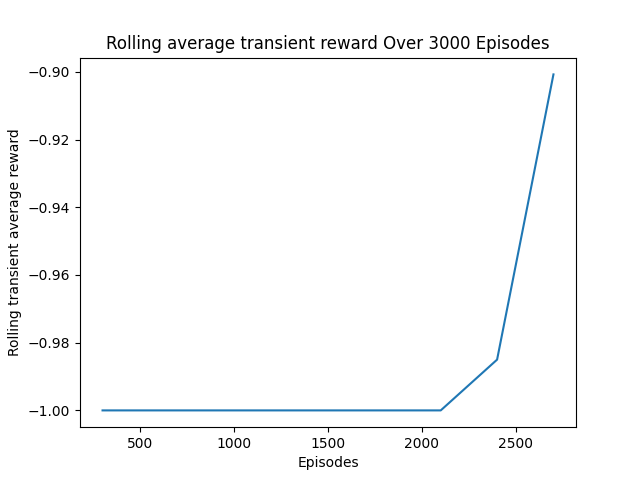 Rolling average transient reward Over 3000 Episodes
−0.90
−0.92
−0.94
−0.96
−0.98
−1.00
Rolling transient average reward
500 1000 1500 2000 2500
Episodes